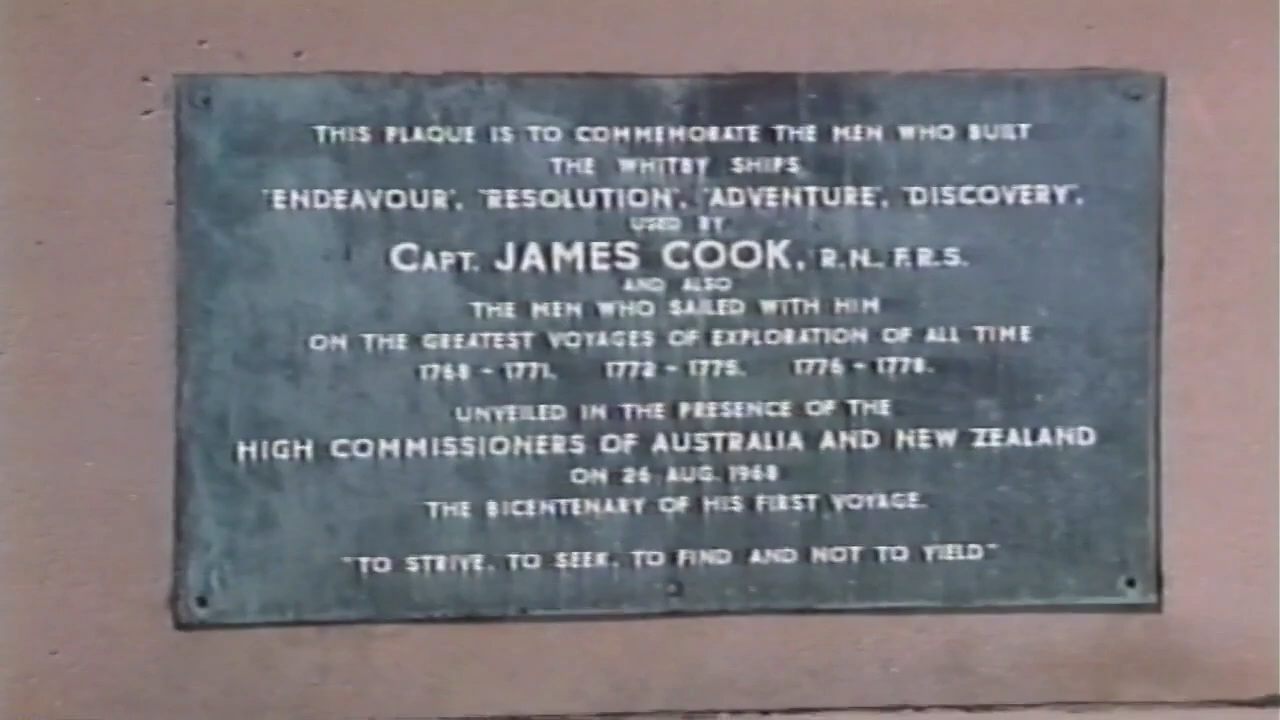 THIS PLAQUE IS TO COMMEMORATE THE MEN WHO BUILT
THE WHITBY SHIPS
'ENDEAVOUR', 'RESOLUTION', 'ADVENTURE', 'DISCOVERY',
USED BY
CAPT. JAMES COOK, R.N., F.R.S.
AND ALSO
THE MEN WHO SAILED WITH HIM
ON THE GREATEST VOYAGES OF EXPLORATION OF ALL TIME
1768 - 1771. 1772 - 1775. 1776 - 1778.
UNVEILED IN THE PRESENCE OF THE
HIGH COMMISSIONERS OF AUSTRALIA AND NEW ZEALAND
ON 26 AUG. 1968
THE BICENTENARY OF HIS FIRST VOYAGE.
"TO STRIVE, TO SEEK, TO FIND AND NOT TO YIELD"